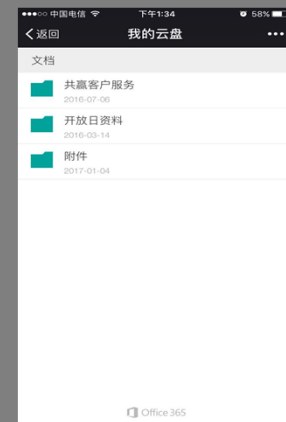 中国电信 下午1:34 58%
返回 我的云盘
文档
共赢客户服务
2016-07-06
开放日资料
2016-03-14
附件
2017-01-04
Office 365